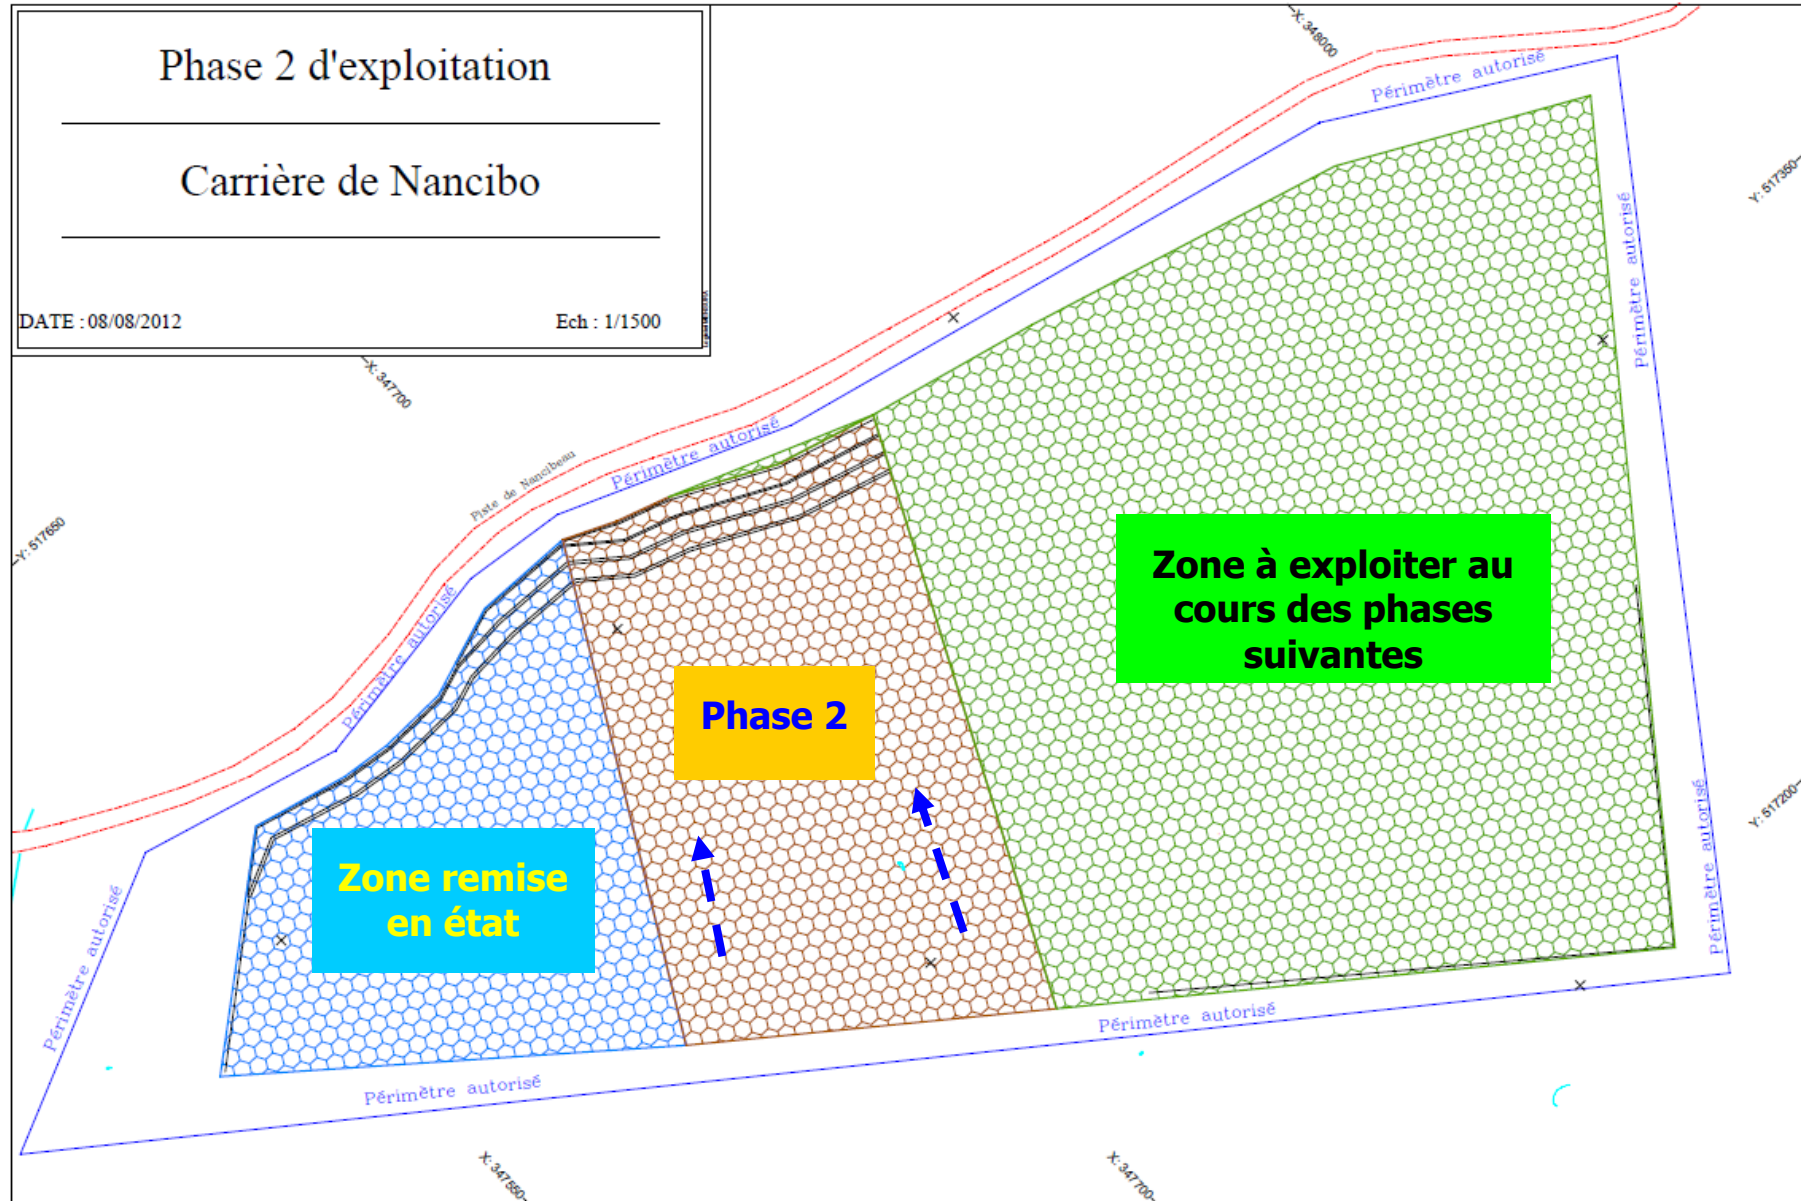 Phase 2 d'exploitation
Carrière de Nancibo
DATE : 08/08/2012
Ech : 1/1500
X: 348000
Périmètre autorisé
Y: 517350
Périmètre autorisé
X: 347700
Périmètre autorisé
Piste de Nancibeau
Y: 517650
Zone à exploiter au
cours des phases
suivantes
Périmètre autorisé
Phase 2
Y: 517200
Périmètre autorisé
Zone remise
en état
Périmètre autorisé
Périmètre autorisé
Périmètre autorisé
X: 347550
X: 347700